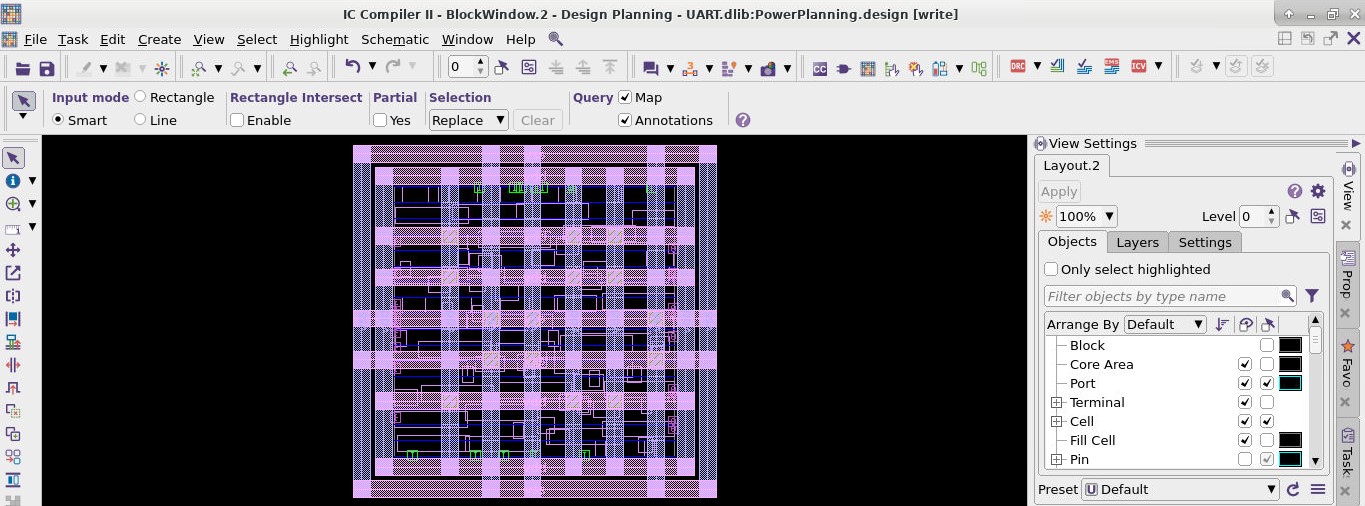 IC Compiler II - BlockWindow.2 - Design Planning - UART.dlib:PowerPlanning.design [write]
File Task Edit Create View Select Highlight Schematic Window Help
0 CC DRC EMS ICV
Input mode Rectangle Rectangle Intersect Partial Selection Query Map
Smart Line Enable Yes Replace Clear Annotations
View Settings
Layout.2
Apply
100% Level 0
Objects Layers Settings
Only select highlighted
Filter objects by type name
Arrange By Default
Block
Core Area
Port
Terminal
Cell
Fill Cell
Pin
Preset U Default
View
Prop
Favo
Task